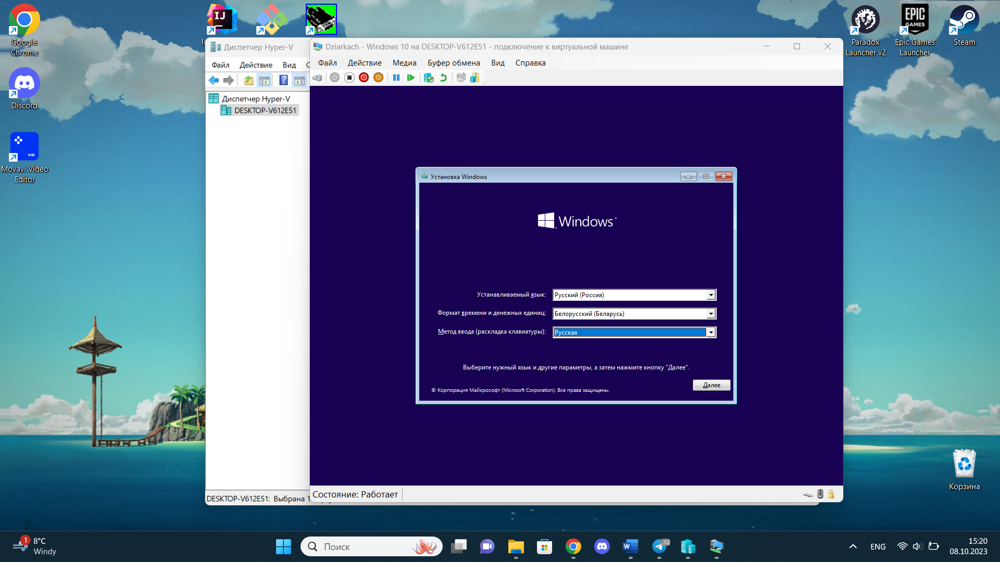 Google
Chrome
Discord
ve
Movavi Video
Editor
IJ
Paradox
Launcher v2
EPIC
GAMES
Epic Games
Launcher
Steam
Диспетчер Hyper-V
Файл
Действие
Вид
Диспетчер Hyper-V
DESKTOP-V612E51
DESKTOP-V612E51: Выбрана 1
Dziarkach - Windows 10 на DESKTOP-V612E51 - подключение к виртуальной машине
Файл
Действие
Медиа
Буфер обмена
Вид
Справка
Установка Windows
Windows
Устанавливаемый язык: Русский (Россия)
Формат времени и денежных единиц: Белорусский (Беларусь)
Метод ввода (раскладка клавиатуры): Русская
Выберите нужный язык и другие параметры, а затем нажмите кнопку "Далее".
Далее
© Корпорация Майкрософт (Microsoft Corporation). Все права защищены.
Состояние: Работает
Корзина
1
8°C
Windy
Поиск
W
92
ENG
15:20
08.10.2023